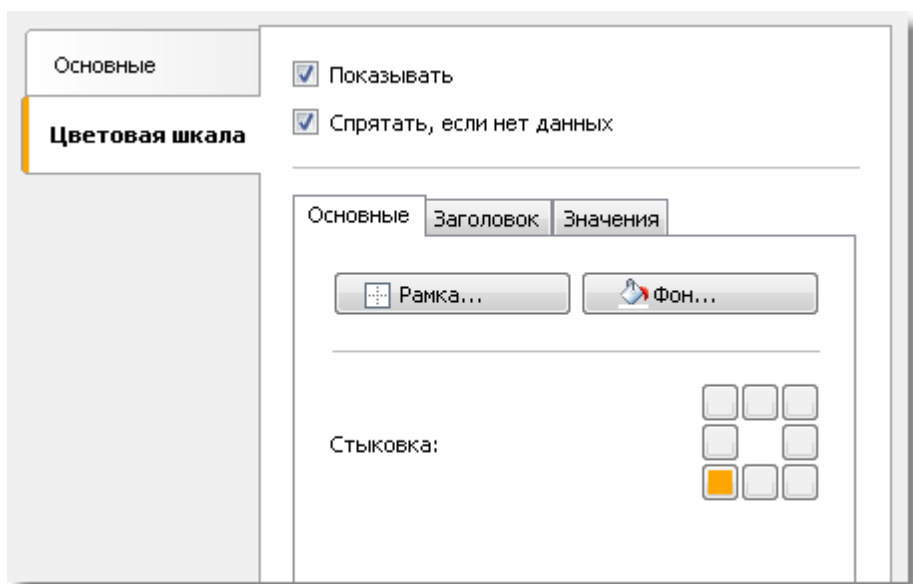 Основные
Показывать
Цветовая шкала
Спрятать, если нет данных
Основные Заголовок Значения
Рамка... Фон...
Стыковка: